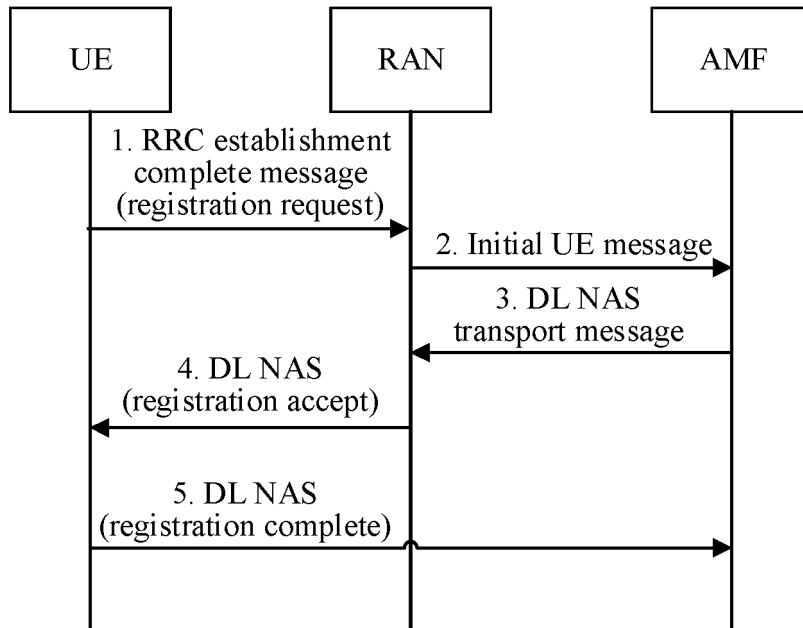 UE
RAN
AMF
1. RRC establishment
complete message
(registration request)
2. Initial UE message
3. DL NAS
transport message
4. DL NAS
(registration accept)
5. DL NAS
(registration complete)